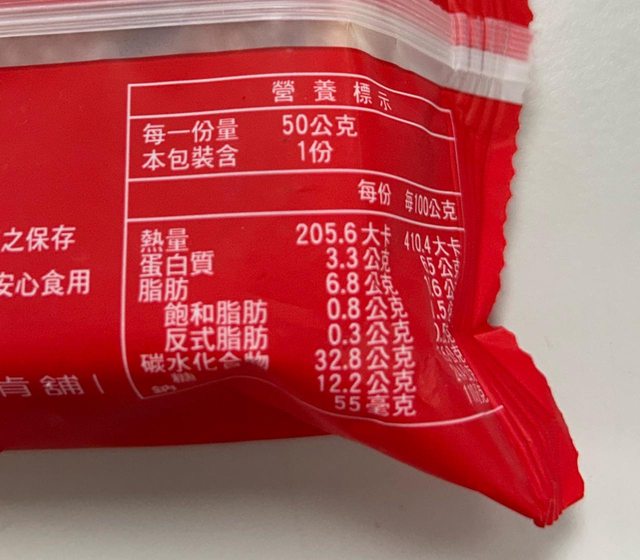 營養標示
每一份量 50公克
本包裝含 1份
每份 每100公克
之保存
安心食用
熱量 205.6大卡 410.4大卡
蛋白質 3.3公克
脂肪 6.8公克
飽和脂肪 0.8公克
反式脂肪 0.3公克
碳水化合物 32.8公克
糖 12.2公克
鈉 55毫克
舖